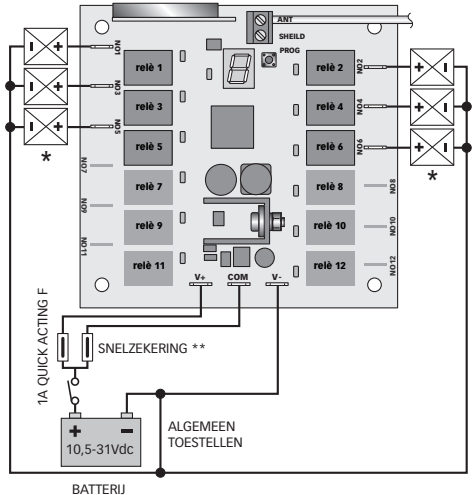 ANT
SHEILD
PROG
- +
NO1
relè 1
8
relè 2
NO2
+ -
- +
NO3
relè 3
relè 4
NO4
+ -
- +
NO5
relè 5
relè 6
NO6
+ -
*
*
NO7
relè 7
relè 8
NO8
NO9
relè 9
relè 10
NO10
NO11
relè 11
relè 12
NO12
V+
COM
V-
1A QUICK ACTING F
SNELZEKERING **
+ -
10,5-31Vdc
ALGEMEEN
TOESTELLEN
BATTERIJ